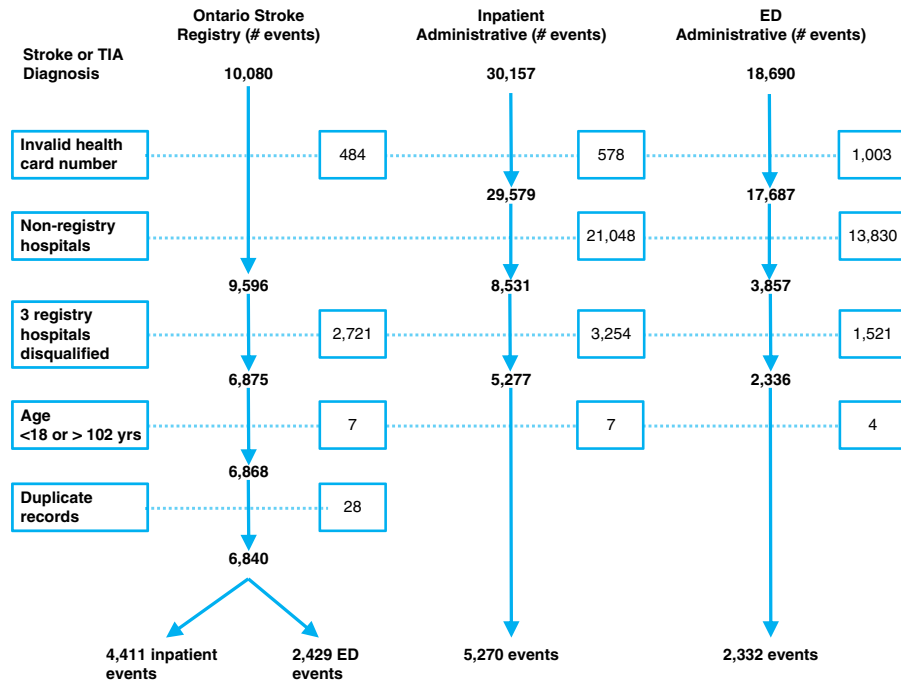 Ontario Stroke
Registry (# events)
Inpatient
Administrative (# events)
ED
Administrative (# events)
Stroke or TIA
Diagnosis
10,080
30,157
18,690
Invalid health
card number
484
578
1,003
29,579
17,687
Non-registry
hospitals
21,048
13,830
9,596
8,531
3,857
3 registry
hospitals
disqualified
2,721
3,254
1,521
6,875
5,277
2,336
Age
<18 or > 102 yrs
7
7
4
6,868
Duplicate
records
28
6,840
4,411 inpatient
events
2,429 ED
events
5,270 events
2,332 events